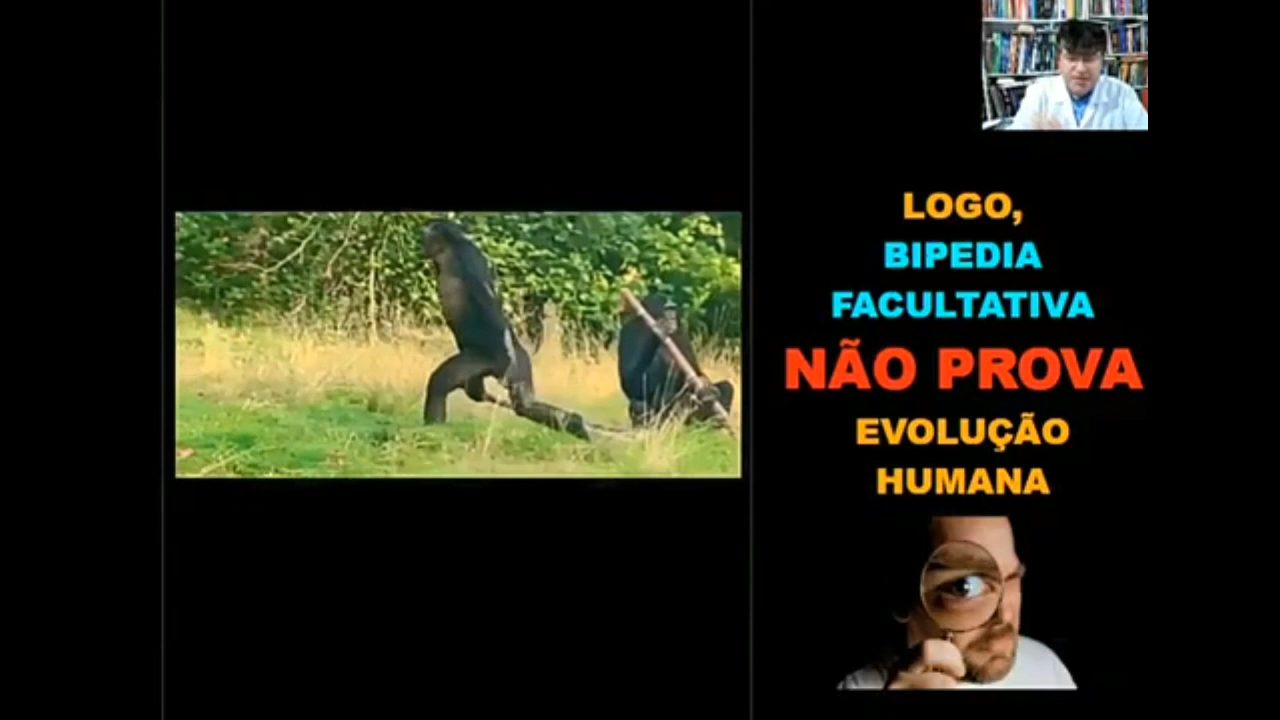 LOGO,
BIPEDIA
FACULTATIVA
NÃO PROVA
EVOLUÇÃO
HUMANA